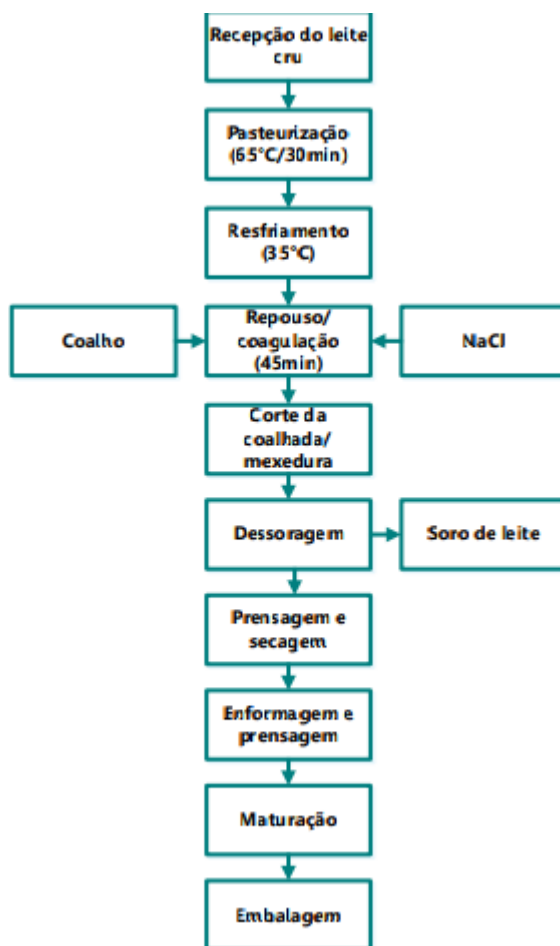 Recepção do leite
cru
Pasteurização
(65°C/30min)
Resfriamento
(35°C)
Coalho
Repouso/
coagulação
(45min)
NaCl
Corte da
coalhada/
mexedura
Dessoragem
Soro de leite
Prensagem e
secagem
Enformagem e
prensagem
Maturação
Embalagem